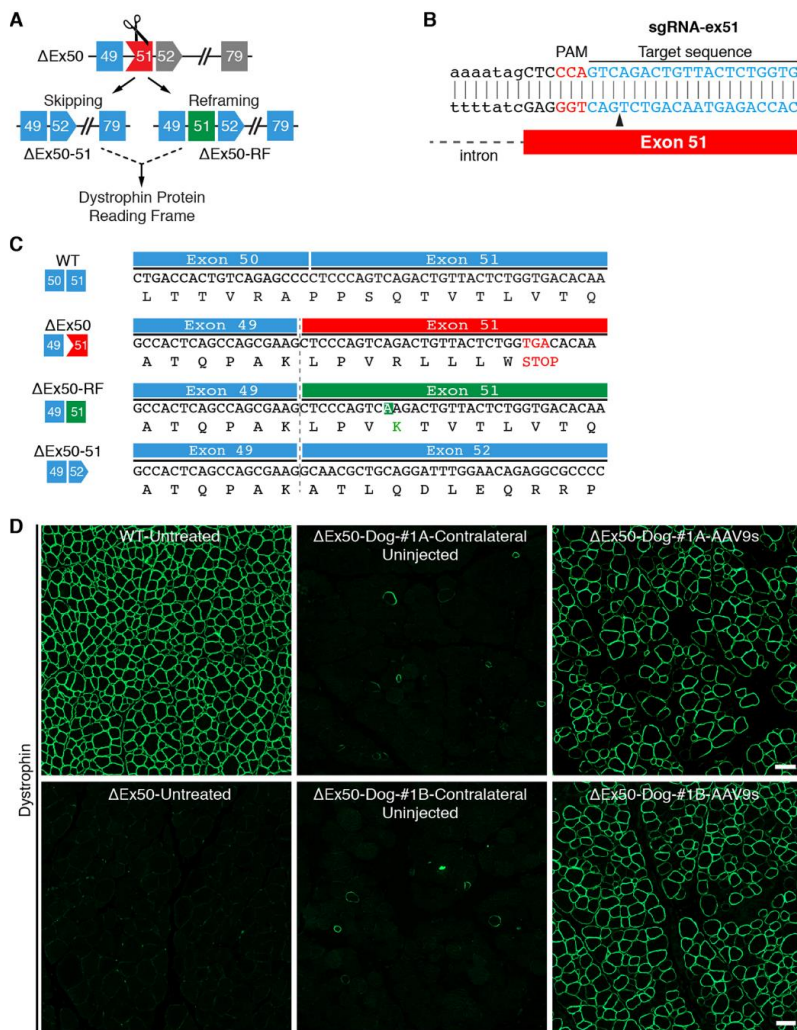 A
ΔEx50
49
51
52
79
Skipping
Reframing
49
52
79
49
51
52
79
ΔEx50-51
ΔEx50-RF
Dystrophin Protein
Reading Frame
B
sgRNA-ex51
PAM
Target sequence
aaaatagCTCCCAGTCAGACTGTTACTCTGGTG
ttttatcGAGGGTCAGTCTGACAATGAGACCAC
intron
Exon 51
C
WT
50 51
Exon 50 Exon 51
CTGACCACTGTCAGAGCCCCTCCCAGTCAGACTGTTACTCTGGTGACACAA
L T T V R A P P S Q T V T L V T Q
ΔEx50
49 51
Exon 49 Exon 51
GCCACTCAGCCAGCGAAGCTCCCAGTCAGACTGTTACTCTGGTGACACAA
A T Q P A K L P V R L L L W STOP
ΔEx50-RF
49 51
Exon 49 Exon 51
GCCACTCAGCCAGCGAAGCTCCCAGTCAAGACTGTTACTCTGGTGACACAA
A T Q P A K L P V K T V T L V T Q
ΔEx50-51
49 52
Exon 49 Exon 52
GCCACTCAGCCAGCGAAGGCAACGCTGCAGGATTTGGAACAGAGGCGCCCC
A T Q P A K A T L Q D L E Q R R P
D
Dystrophin
WT-Untreated
ΔEx50-Dog-#1A-Contralateral
Uninjected
ΔEx50-Dog-#1A-AAV9s
ΔEx50-Untreated
ΔEx50-Dog-#1B-Contralateral
Uninjected
ΔEx50-Dog-#1B-AAV9s